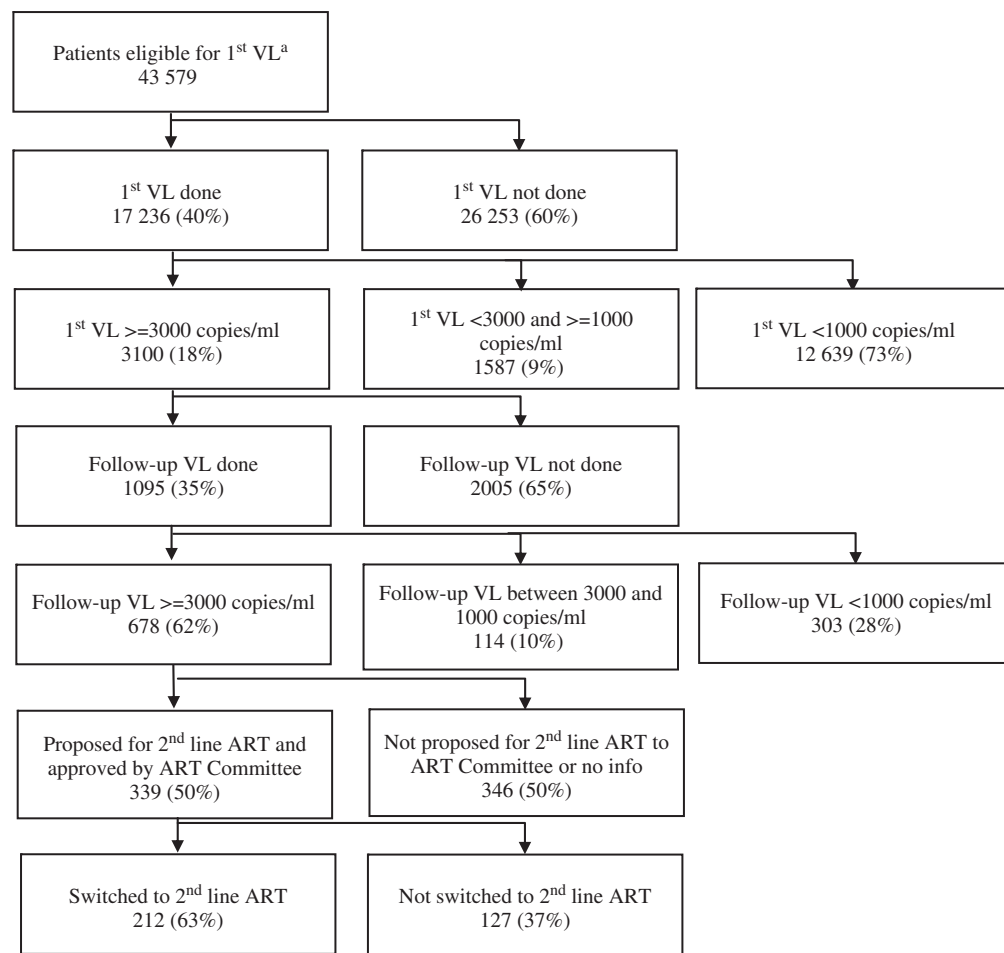 Patients eligible for 1st VLa
43 579
1st VL done
17 236 (40%)
1st VL not done
26 253 (60%)
1st VL >=3000 copies/ml
3100 (18%)
1st VL <3000 and >=1000
copies/ml
1587 (9%)
1st VL <1000 copies/ml
12 639 (73%)
Follow-up VL done
1095 (35%)
Follow-up VL not done
2005 (65%)
Follow-up VL >=3000 copies/ml
678 (62%)
Follow-up VL between 3000 and
1000 copies/ml
114 (10%)
Follow-up VL <1000 copies/ml
303 (28%)
Proposed for 2nd line ART and
approved by ART Committee
339 (50%)
Not proposed for 2nd line ART to
ART Committee or no info
346 (50%)
Switched to 2nd line ART
212 (63%)
Not switched to 2nd line ART
127 (37%)